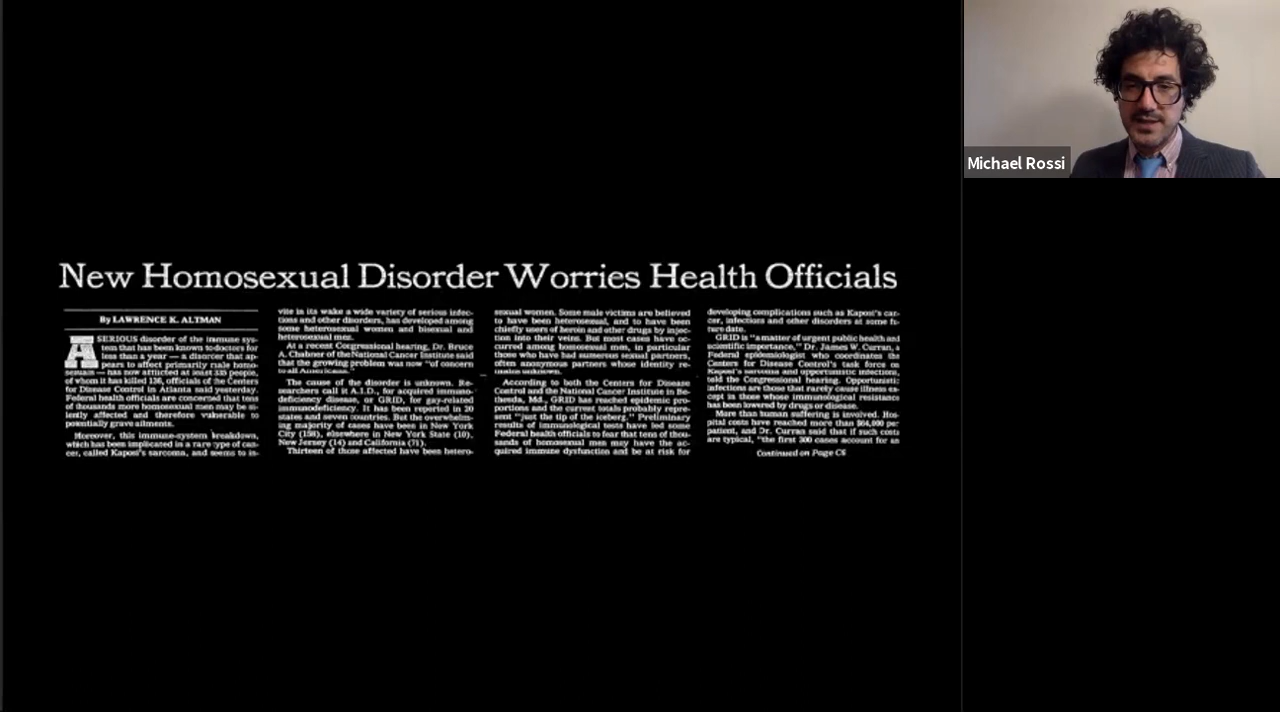 New Homosexual Disorder Worries Health Officials
By LAWRENCE K. ALTMAN
A SERIOUS disorder of the immune sys-
tem that has been known to doctors for
less than a year — a disorder that ap-
pears to affect primarily male homo-
sexuals — has now afflicted at least 335 people,
of whom it has killed 136, officials of the Centers
for Disease Control in Atlanta said yesterday.
Federal health officials are concerned that tens
of thousands more homosexual men may be si-
lently affected and therefore vulnerable to
potentially grave ailments.
Moreover, this immune-system breakdown,
which has been implicated in a rare type of can-
cer, called Kaposi's sarcoma, and seems to in-
vite in its wake a wide variety of serious infec-
tions and other disorders, has developed among
some heterosexual women and bisexual and
heterosexual men.
At a recent Congressional hearing, Dr. Bruce
A. Chabner of the National Cancer Institute said
that the growing problem was now "of concern
to all Americans."
The cause of the disorder is unknown. Re-
searchers call it A.I.D., for acquired immuno-
deficiency disease, or GRID, for gay-related
immunodeficiency. It has been reported in 20
states and seven countries. But the overwhelm-
ing majority of cases have been in New York
City (158), elsewhere in New York State (10),
New Jersey (14) and California (71).
Thirteen of those affected have been hetero-
sexual women. Some male victims are believed
to have been heterosexual, and to have been
chiefly users of heroin and other drugs by injec-
tion into their veins. But most cases have oc-
curred among homosexual men, in particular
those who have had numerous sexual partners,
often anonymous partners whose identity re-
mains unknown.
According to both the Centers for Disease
Control and the National Cancer Institute in Be-
thesda, Md., GRID has reached epidemic pro-
portions and the current totals probably repre-
sent "just the tip of the iceberg." Preliminary
results of immunological tests have led some
Federal health officials to fear that tens of thou-
sands of homosexual men may have the ac-
quired immune dysfunction and be at risk for
developing complications such as Kaposi's can-
cer, infections and other disorders at some fu-
ture date.
GRID is "a matter of urgent public health and
scientific importance," Dr. James W. Curran, a
Federal epidemiologist who coordinates the
Centers for Disease Control's task force on
Kaposi's sarcoma and opportunistic infections,
told the Congressional hearing. Opportunistic
infections are those that rarely cause illness ex-
cept in those whose immunological resistance
has been lowered by drugs or disease.
More than human suffering is involved. Hos-
pital costs have reached more than $64,000 per
patient, and Dr. Curran said that if such costs
are typical, "the first 300 cases account for an
Continued on Page C6
Michael Rossi